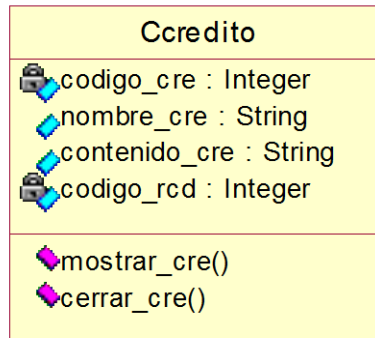 Ccredito
codigo_cre : Integer
nombre_cre : String
contenido_cre : String
codigo_rcd : Integer
mostrar_cre()
cerrar_cre()